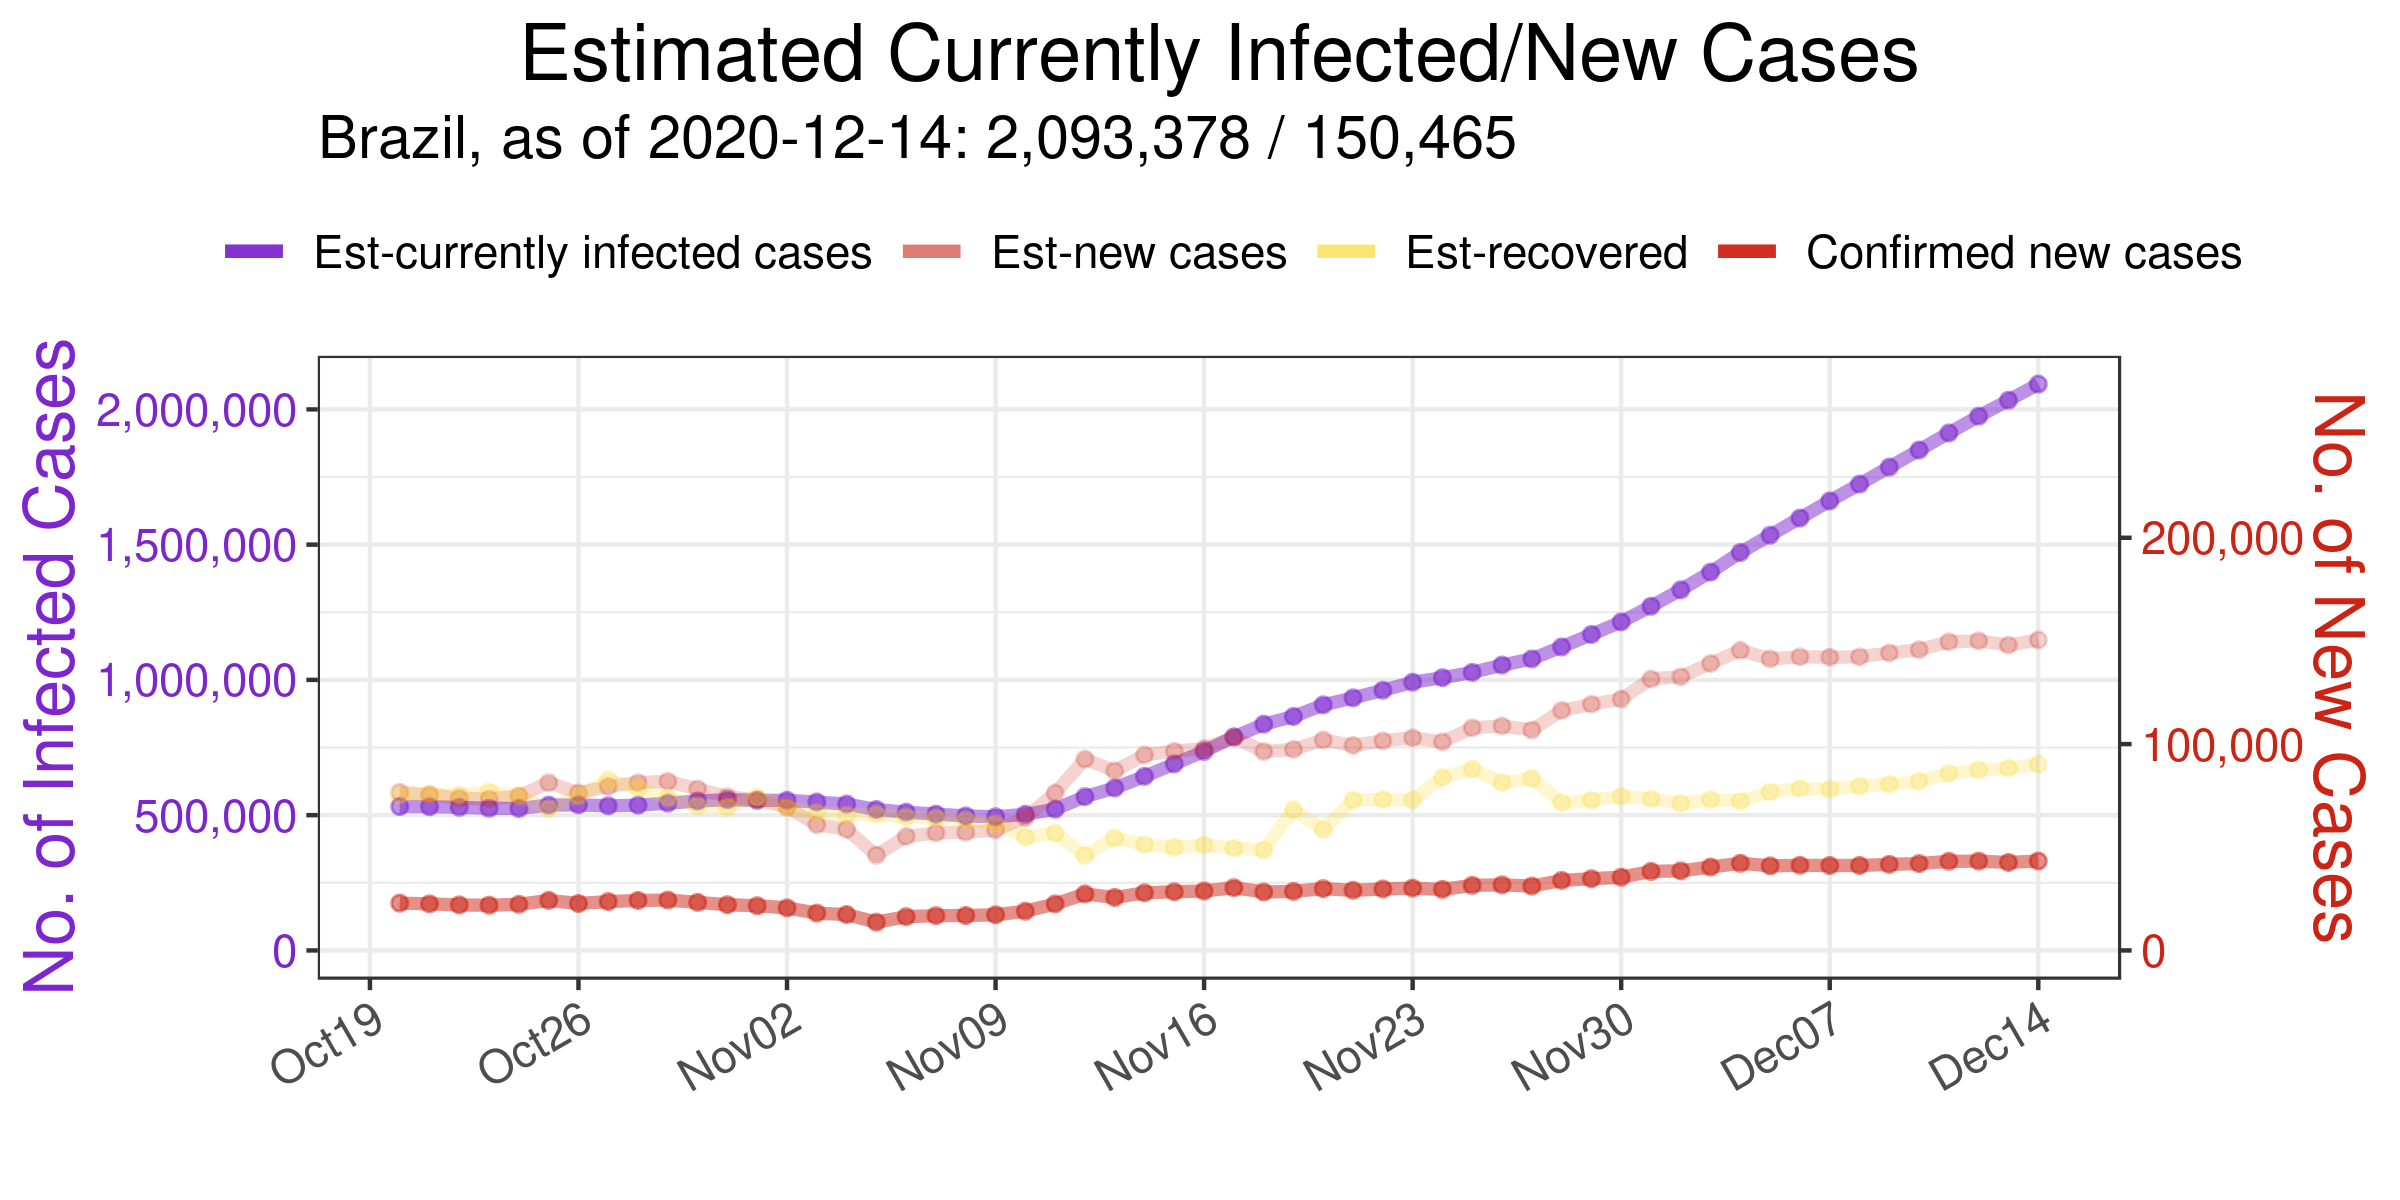 Estimated Currently Infected/New Cases
Brazil, as of 2020-12-14: 2,093,378 / 150,465
Est-currently infected cases Est-new cases Est-recovered Confirmed new cases
No. of Infected Cases
2,000,000
1,500,000
1,000,000
500,000
0
200,000
100,000
0
No. of New Cases
Oct19 Oct26 Nov02 Nov09 Nov16 Nov23 Nov30 Dec07 Dec14